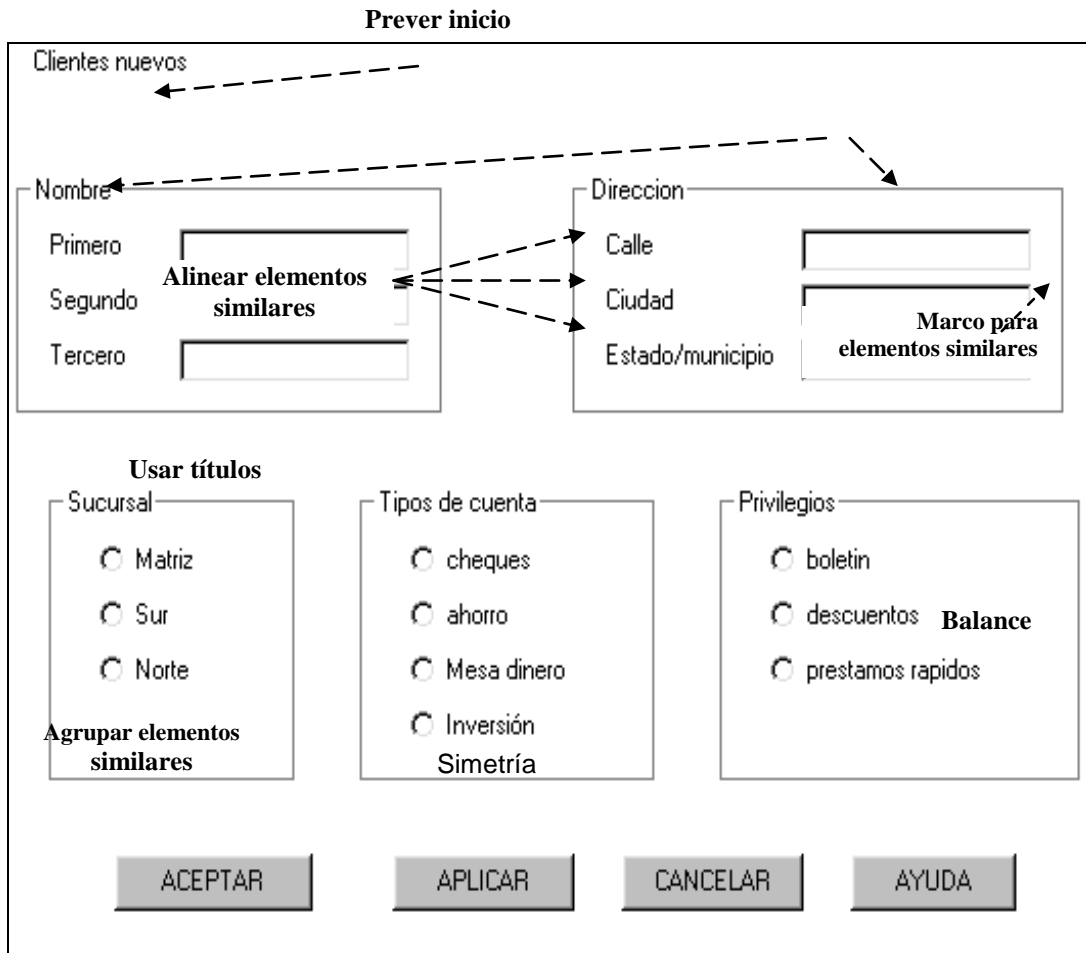 Prever inicio
Clientes nuevos
Nombre
Primero
Segundo
Tercero
Alinear elementos
similares
Direccion
Calle
Ciudad
Estado/municipio
Marco para
elementos similares
Usar títulos
Sucursal
Matriz
Sur
Norte
Agrupar elementos
similares
Tipos de cuenta
cheques
ahorro
Mesa dinero
Inversión
Simetría
Privilegios
boletin
descuentos
prestamos rapidos
Balance
ACEPTAR
APLICAR
CANCELAR
AYUDA